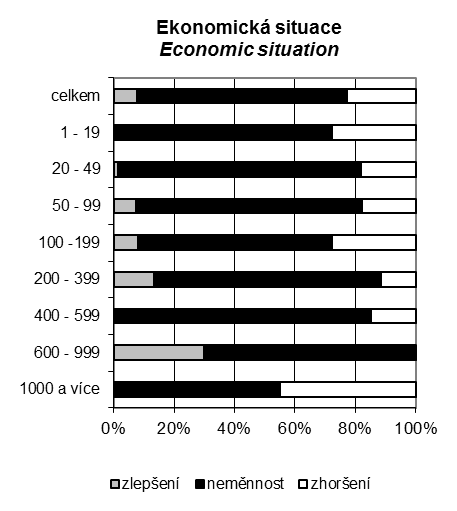 Ekonomická situace
Economic situation
celkem
1 - 19
20 - 49
50 - 99
100 -199
200 - 399
400 - 599
600 - 999
1000 a více
0% 20% 40% 60% 80% 100%
zlepšení neměnnost zhoršení